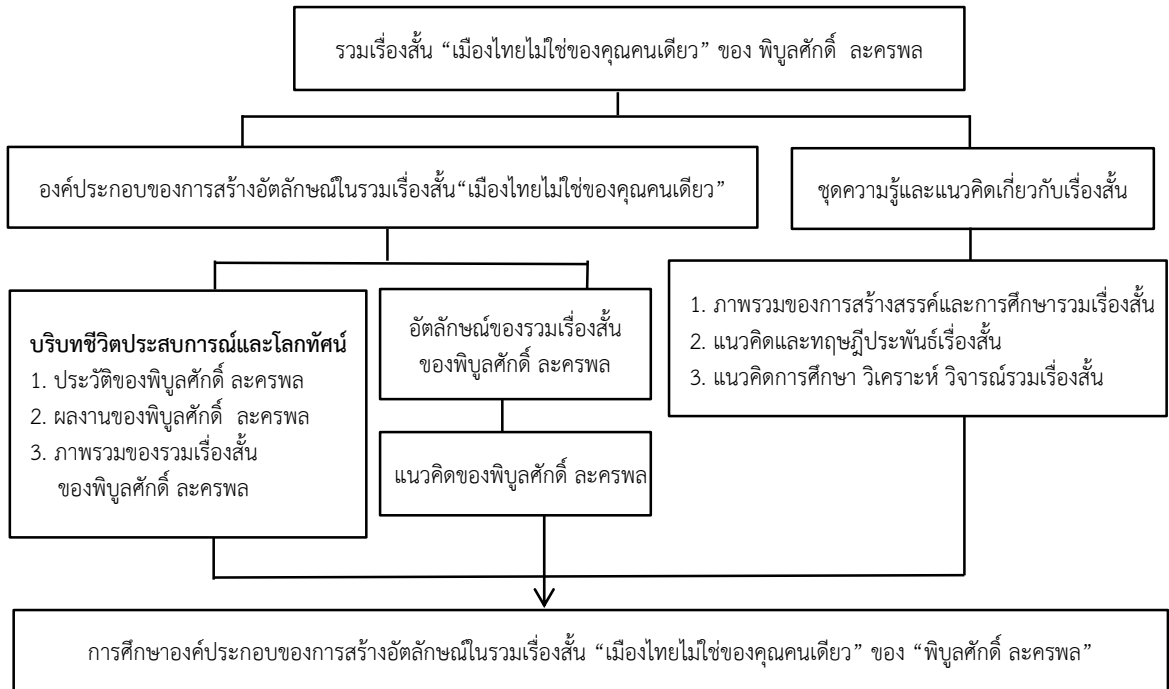 รวมเรื่องสั้น “เมืองไทยไม่ใช่ของคุณคนเดียว” ของ พิบูลศักดิ์ ละครพล
องค์ประกอบของการสร้างอัตลักษณ์ในรวมเรื่องสั้น“เมืองไทยไม่ใช่ของคุณคนเดียว”
ชุดความรู้และแนวคิดเกี่ยวกับเรื่องสั้น
บริบทชีวิตประสบการณ์และโลกทัศน์
1. ประวัติของพิบูลศักดิ์ ละครพล
2. ผลงานของพิบูลศักดิ์ ละครพล
3. ภาพรวมของรวมเรื่องสั้น
ของพิบูลศักดิ์ ละครพล
อัตลักษณ์ของรวมเรื่องสั้น
ของพิบูลศักดิ์ ละครพล
แนวคิดของพิบูลศักดิ์ ละครพล
1. ภาพรวมของการสร้างสรรค์และการศึกษารวมเรื่องสั้น
2. แนวคิดและทฤษฎีประพันธ์เรื่องสั้น
3. แนวคิดการศึกษา วิเคราะห์ วิจารณ์รวมเรื่องสั้น
การศึกษาองค์ประกอบของการสร้างอัตลักษณ์ในรวมเรื่องสั้น “เมืองไทยไม่ใช่ของคุณคนเดียว” ของ “พิบูลศักดิ์ ละครพล”